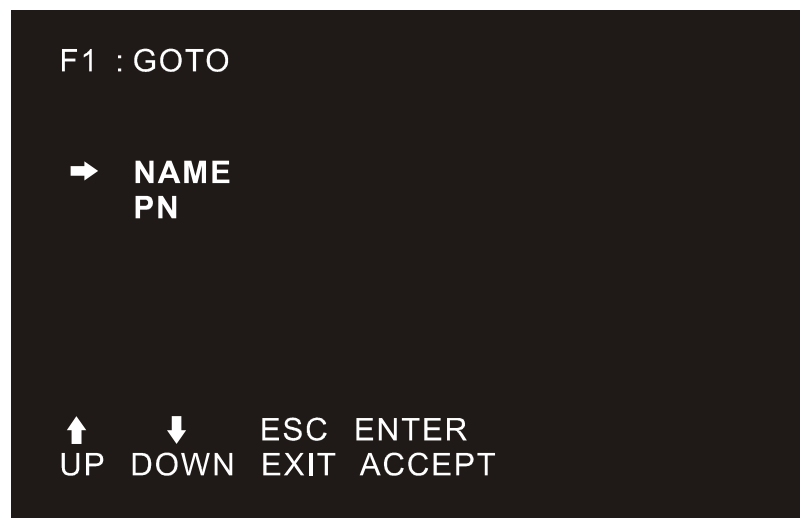 F1 : GOTO
➡ NAME
PN
⬆ ⬇ ESC ENTER
UP DOWN EXIT ACCEPT